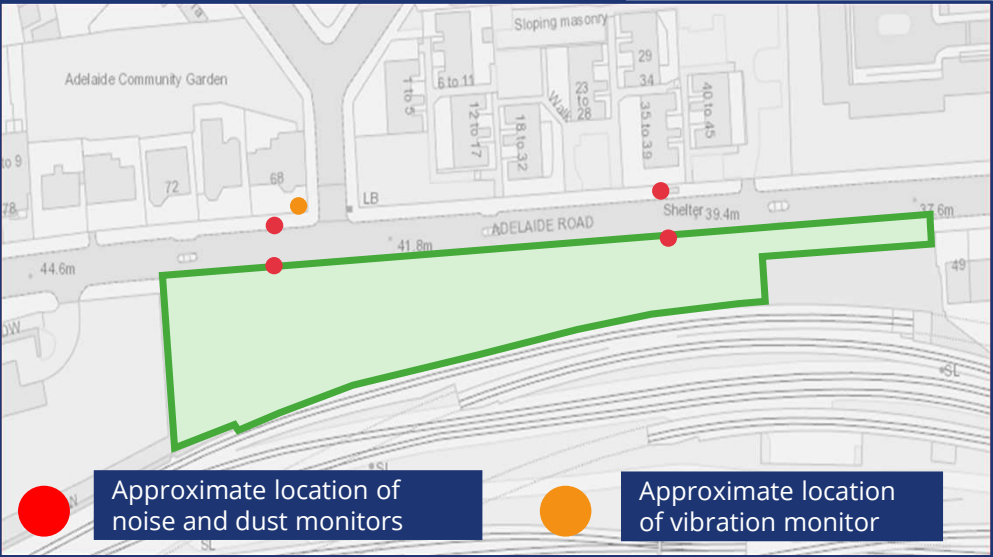 Sloping masonry
Adelaide Community Garden
1 to 5
6 to 11
12 to 17
18 to 32
Walk
23
to
28
29
34
35 to 39
40 to 45
to 9
78
72
68
LB
Shelter
39.4m
37.6m
ADELAIDE ROAD
41.8m
44.6m
49
SL
SL
SL
Approximate location of
noise and dust monitors
Approximate location
of vibration monitor